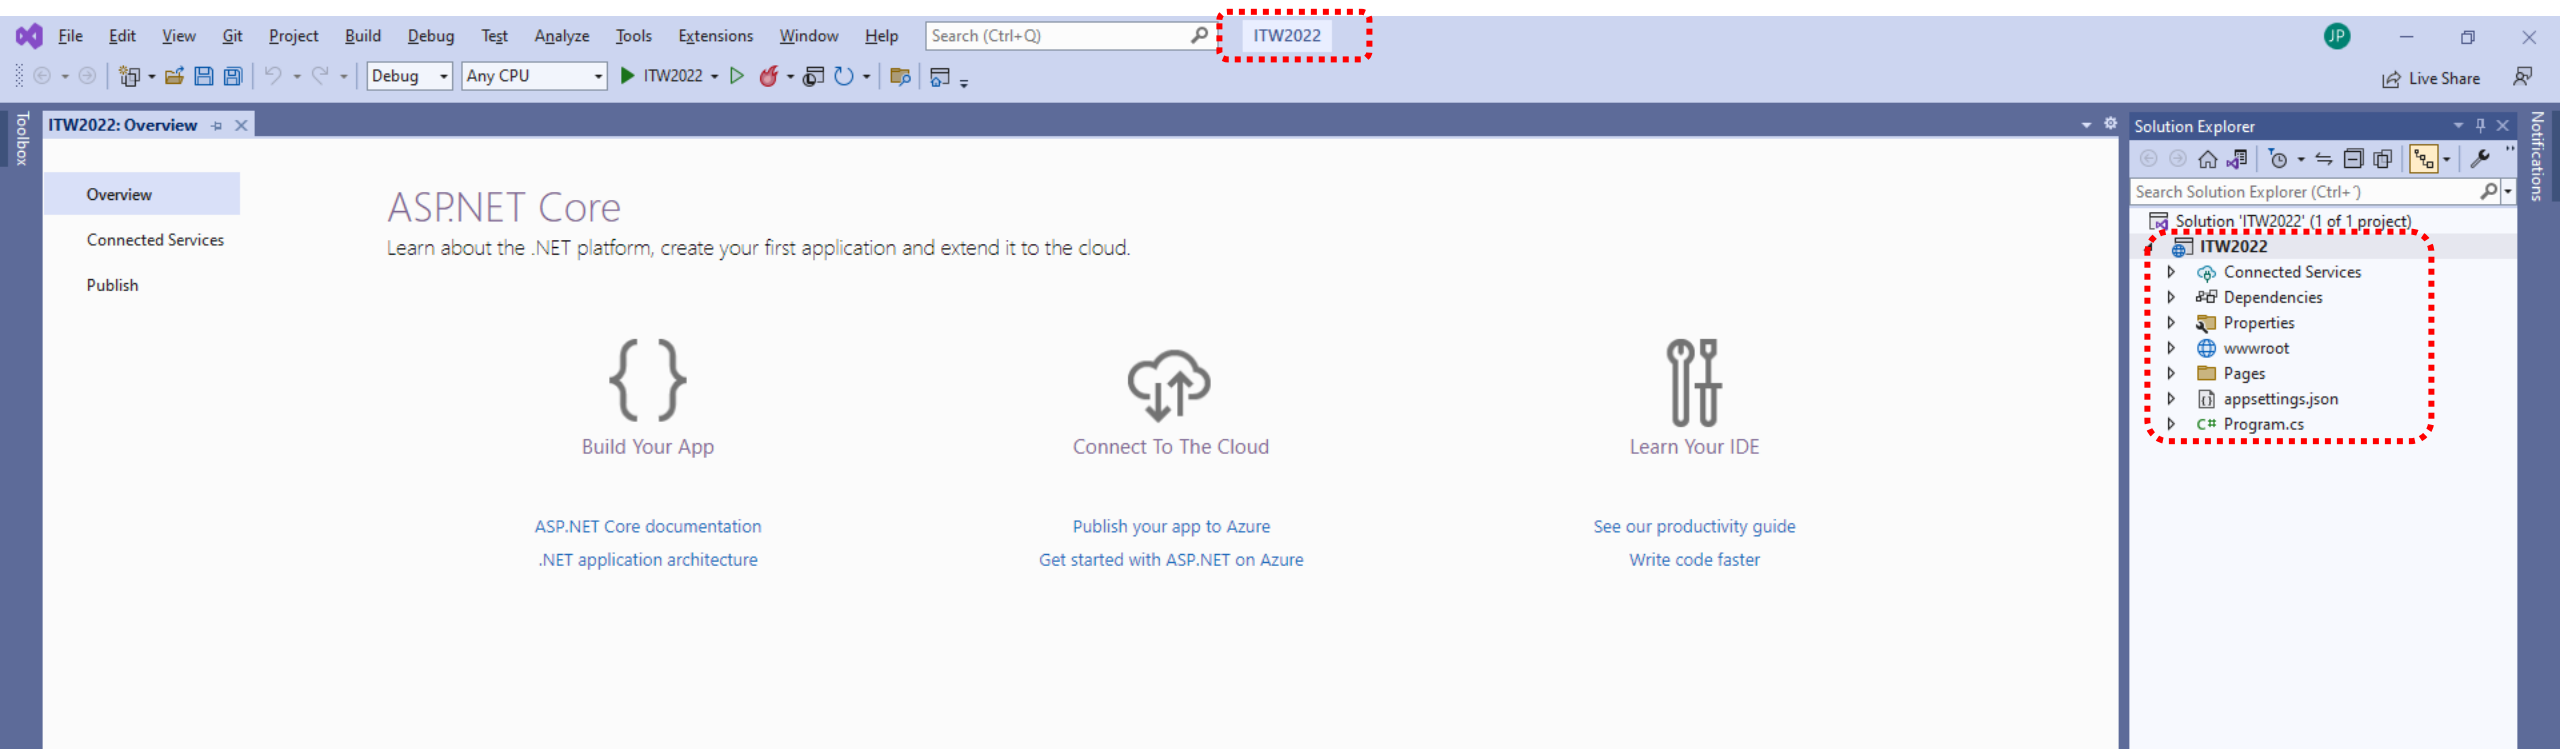 File Edit View Git Project Build Debug Test Analyze Tools Extensions Window Help Search (Ctrl+Q) ITW2022 JP
Debug Any CPU ITW2022 Live Share
Toolbox
ITW2022: Overview
Overview
Connected Services
Publish
ASP.NET Core
Learn about the .NET platform, create your first application and extend it to the cloud.
Build Your App
ASP.NET Core documentation
.NET application architecture
Connect To The Cloud
Publish your app to Azure
Get started with ASP.NET on Azure
Learn Your IDE
See our productivity guide
Write code faster
Solution Explorer
Search Solution Explorer (Ctrl+´)
Solution 'ITW2022' (1 of 1 project)
ITW2022
Connected Services
Dependencies
Properties
wwwroot
Pages
appsettings.json
C# Program.cs
Notifications